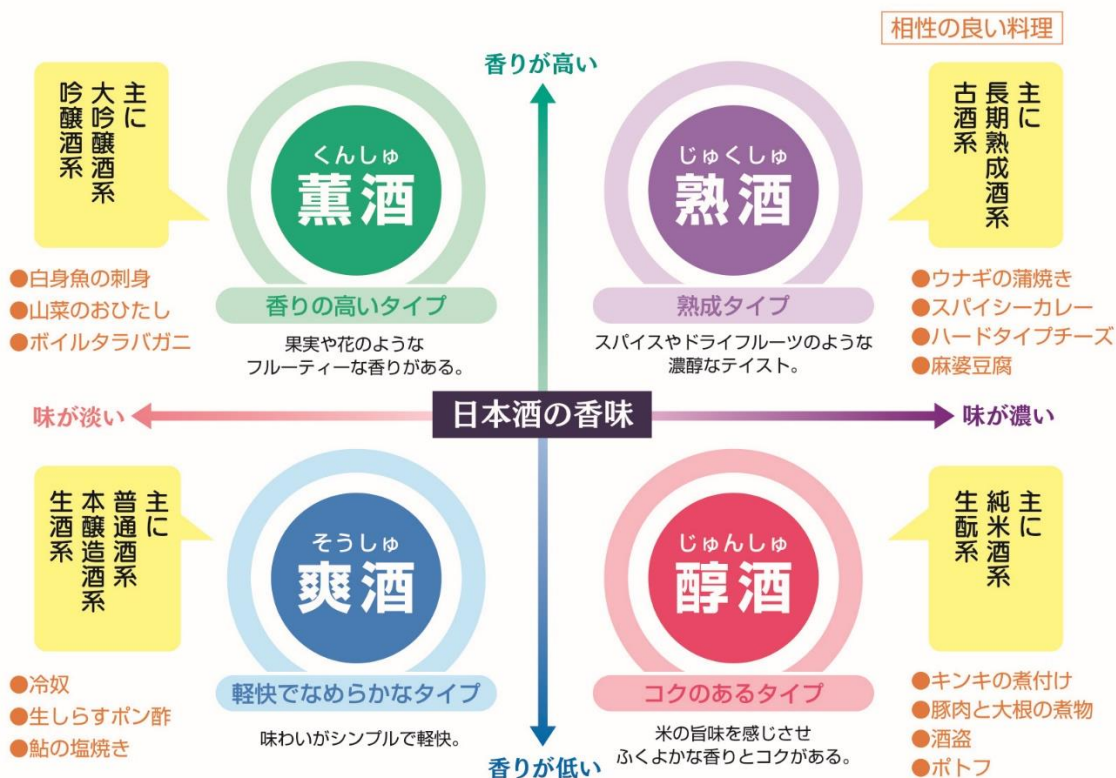 相性の良い料理
香りが高い
主に
大吟醸酒系
吟醸酒系
くんしゅ
薫酒
香りの高いタイプ
果実や花のような
フルーティーな香りがある。
●白身魚の刺身
●山菜のおひたし
●ボイルタラバガニ
じゅくしゅ
熟酒
熟成タイプ
スパイスやドライフルーツのような
濃醇なテイスト。
主に
長期熟成酒系
古酒系
●ウナギの蒲焼き
●スパイシーカレー
●ハードタイプチーズ
●麻婆豆腐
味が淡い
日本酒の香味
味が濃い
主に
普通酒系
本醸造酒系
生酒系
そうしゅ
爽酒
軽快でなめらかなタイプ
味わいがシンプルで軽快。
●冷奴
●生しらすポン酢
●鮎の塩焼き
じゅんしゅ
醇酒
コクのあるタイプ
米の旨味を感じさせ
ふくよかな香りとコクがある。
主に
純米酒系
生酛系
●キンキの煮付け
●豚肉と大根の煮物
●酒盗
●ポトフ
香りが低い